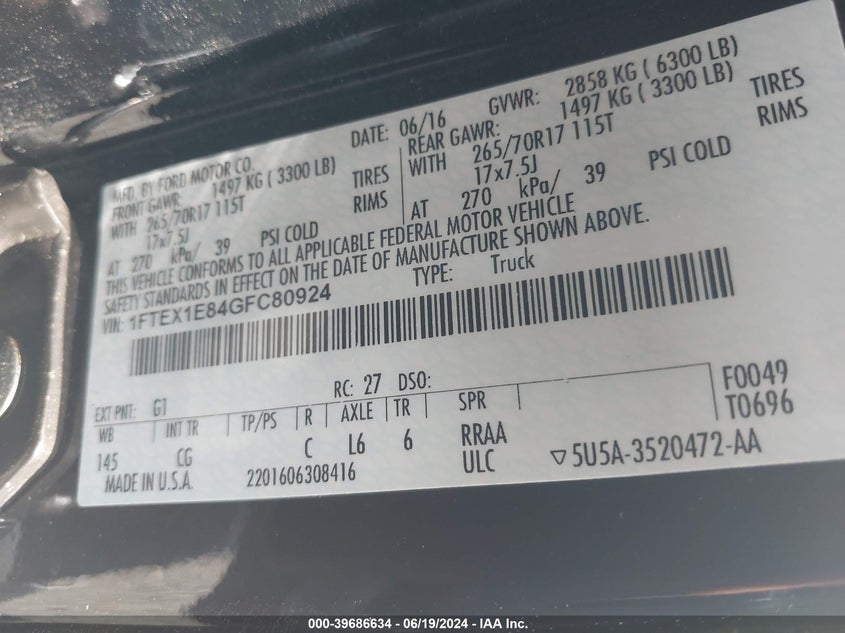 MFD. BY FORD MOTOR CO.
DATE: 06/16
GVWR: 2858 KG ( 6300 LB)
FRONT GAWR: 1497 KG ( 3300 LB)
REAR GAWR: 1497 KG ( 3300 LB)
WITH 265/70R17 115T TIRES
WITH 265/70R17 115T TIRES
17x7.5J RIMS
17x7.5J RIMS
AT 270 kPa/ 39 PSI COLD
AT 270 kPa/ 39 PSI COLD
THIS VEHICLE CONFORMS TO ALL APPLICABLE FEDERAL MOTOR VEHICLE
SAFETY STANDARDS IN EFFECT ON THE DATE OF MANUFACTURE SHOWN ABOVE.
VIN: 1FTEX1E84GFC80924
TYPE: Truck
EXT PNT: G1
RC: 27 DSO:
WB INT TR TP/PS R AXLE TR SPR
145 CG C L6 6 RRAA
ULC
F0049
T0696
MADE IN U.S.A.
2201606308416
▽5U5A-3520472-AA
000-39686634 - 06/19/2024 - IAA Inc.